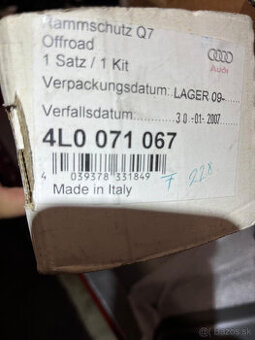 Rammschutz Q7
Offroad
1 Satz / 1 Kit
Audi
Verpackungsdatum: LAGER 09-......
Verfallsdatum:............30.-01.-2007......
4L0 071 067
4 039378 331849
F 228
Made in Italy
bazos.sk